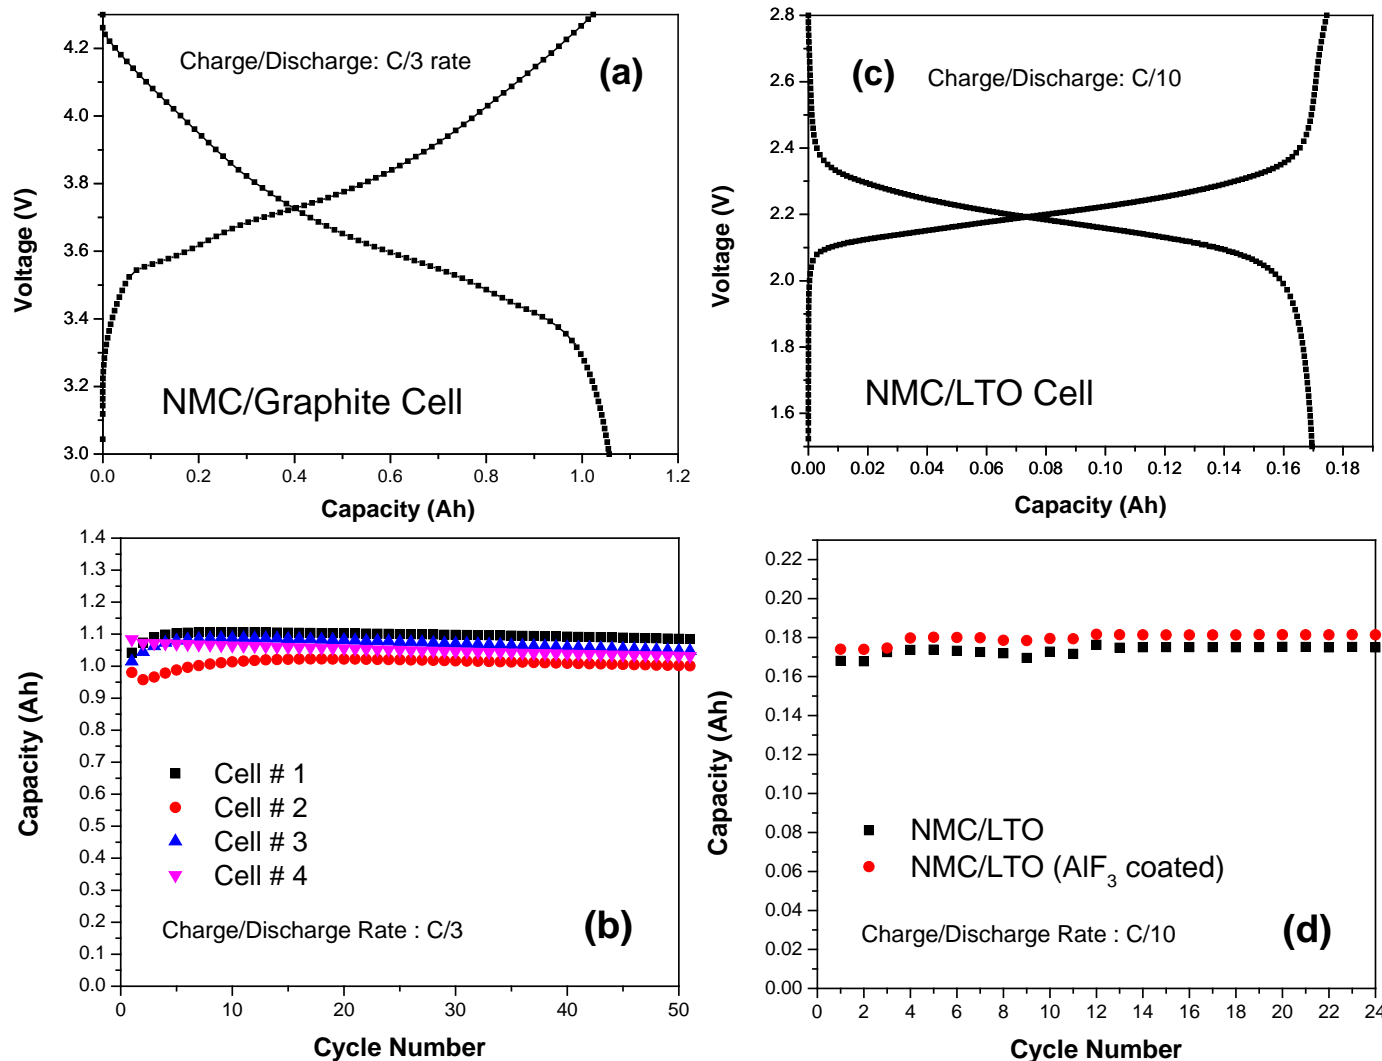 4.2
4.0
3.8
3.6
3.4
3.2
3.0
Voltage (V)
Charge/Discharge: C/3 rate
(a)
NMC/Graphite Cell
0.0 0.2 0.4 0.6 0.8 1.0 1.2
Capacity (Ah)
2.8
2.6
2.4
2.2
2.0
1.8
1.6
Voltage (V)
(c)
Charge/Discharge: C/10
NMC/LTO Cell
0.00 0.02 0.04 0.06 0.08 0.10 0.12 0.14 0.16 0.18
Capacity (Ah)
1.4
1.3
1.2
1.1
1.0
0.9
0.8
0.7
0.6
0.5
0.4
0.3
0.2
0.1
0.0
Capacity (Ah)
Cell # 1
Cell # 2
Cell # 3
Cell # 4
Charge/Discharge Rate : C/3
(b)
0 10 20 30 40 50
Cycle Number
0.22
0.20
0.18
0.16
0.14
0.12
0.10
0.08
0.06
0.04
0.02
0.00
Capacity (Ah)
NMC/LTO
NMC/LTO (AlF3 coated)
Charge/Discharge Rate : C/10
(d)
0 2 4 6 8 10 12 14 16 18 20 22 24
Cycle Number